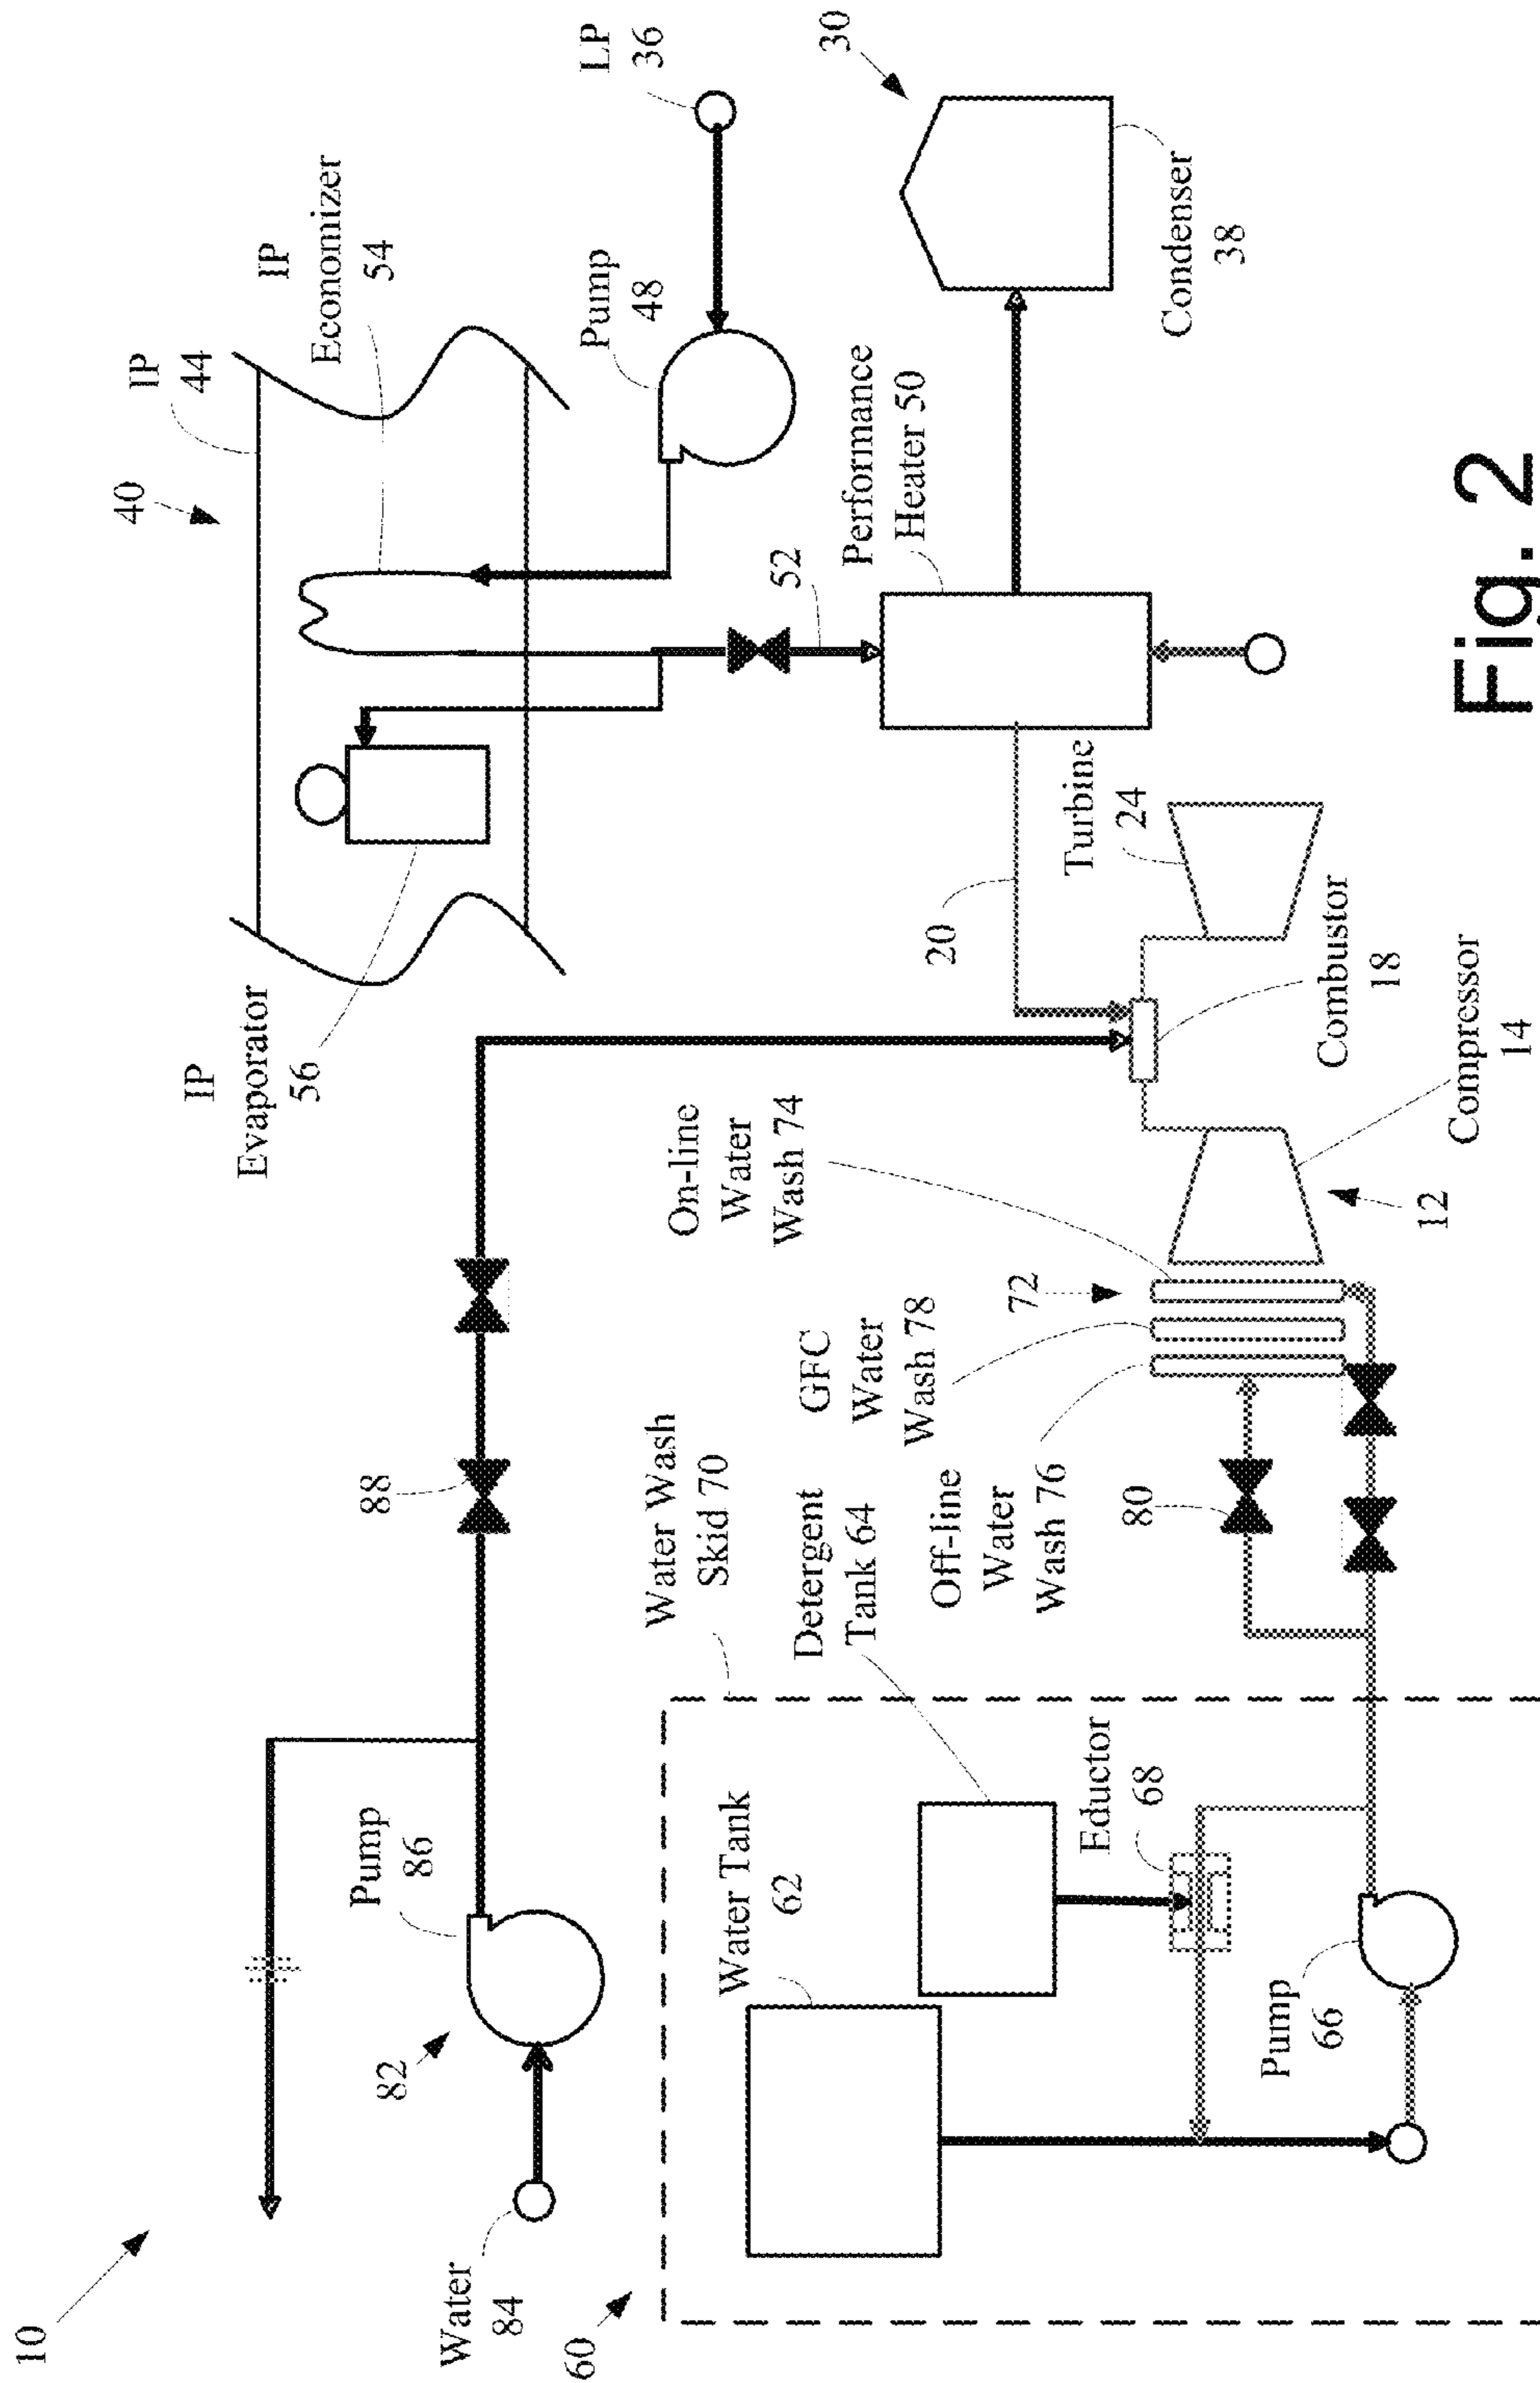 10
Water
84
82
Pump
86
88
IP
Evaporator
56
40
IP
44
IP
Economizer
54
Pump
48
LP
36
52
Performance
Heater 50
30
Condenser
38
20
Turbine
24
Combustor
18
Compressor
14
12
On-line
Water
Wash 74
72
GFC
Water
Wash 78
Off-line
Water
Wash 76
80
60
Water Wash
Skid 70
Water Tank
62
Detergent
Tank 64
Eductor
68
Pump
66
Fig. 2